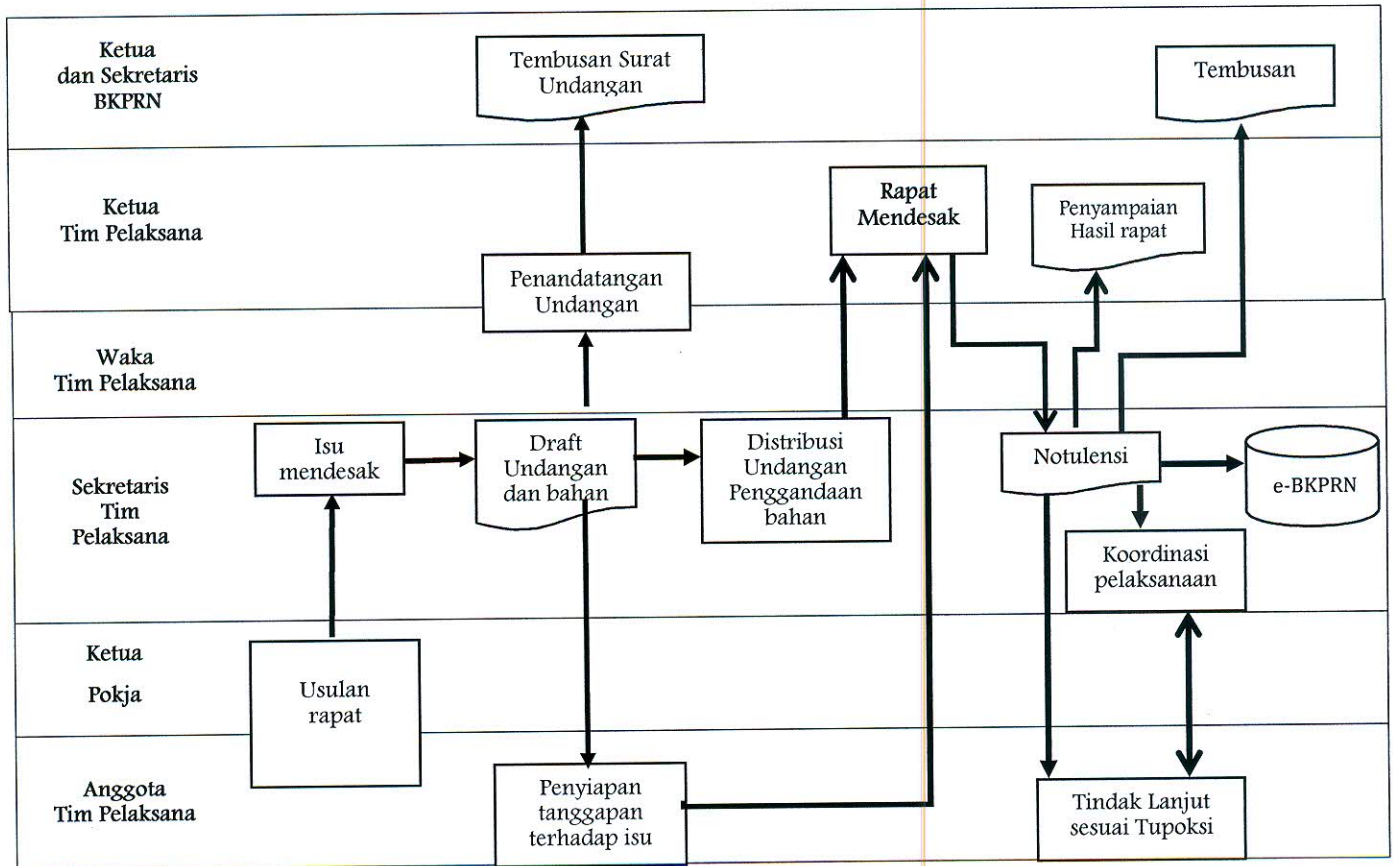 Ketua
dan Sekretaris
BKPRN
Tembusan Surat
Undangan
Tembusan
Ketua
Tim Pelaksana
Rapat
Mendesak
Penyampaian
Hasil rapat
Penandatangan
Undangan
Waka
Tim Pelaksana
Sekretaris
Tim
Pelaksana
Isu
mendesak
Draft
Undangan
dan bahan
Distribusi
Undangan
Penggandaan
bahan
Notulensi
e-BKPRN
Koordinasi
pelaksanaan
Ketua
Pokja
Usulan
rapat
Anggota
Tim Pelaksana
Penyiapan
tanggapan
terhadap isu
Tindak Lanjut
sesuai Tupoksi